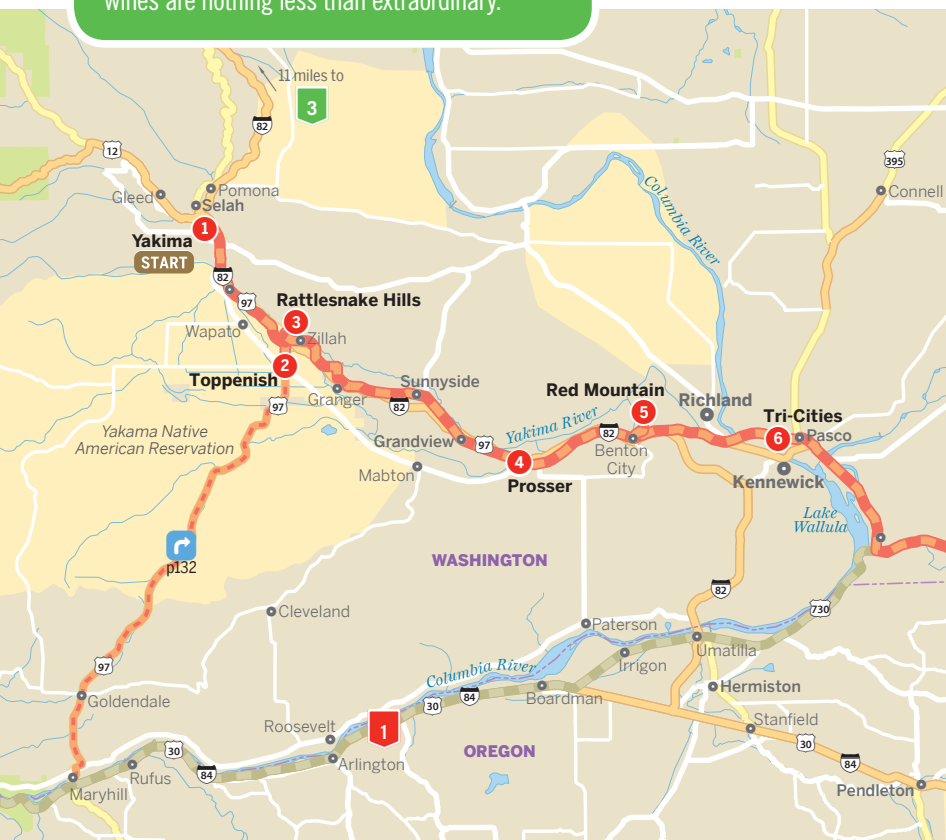 wines are nothing less than extraordinary.
11 miles to
3
82
12
395
Gleed
Pomona
Selah
Connell
Columbia River
1
Yakima
START
82
97
Rattlesnake Hills
3
Wapato
Zillah
2
Toppenish
Sunnyside
Granger
82
97
Red Mountain
5
Richland
Tri-Cities
6
Pasco
Yakama Native
American Reservation
Grandview
97
Yakima River
82
Benton
City
4
Prosser
Mabton
Kennewick
Lake
Wallula
p132
WASHINGTON
82
730
Cleveland
Paterson
Umatilla
Irrigon
97
Columbia River
Goldendale
30
84
Boardman
Hermiston
Roosevelt
1
Stanfield
30
OREGON
30
84
Arlington
84
Rufus
Maryhill
Pendleton